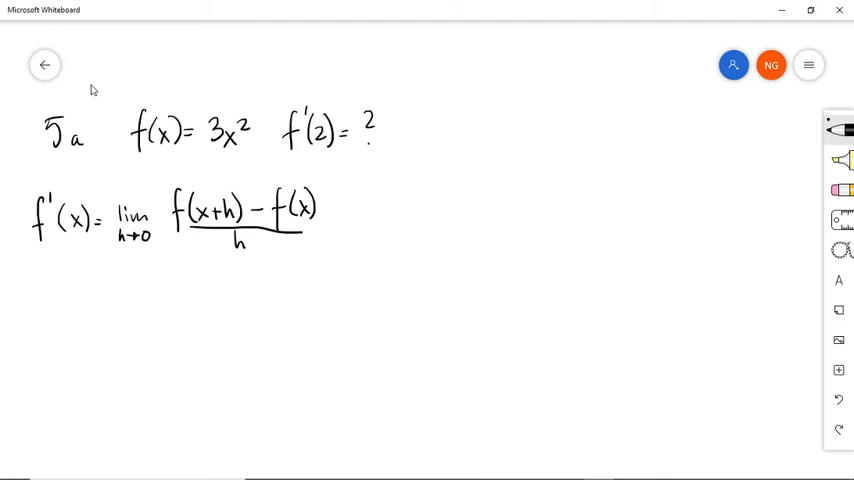 Microsoft Whiteboard
NG
5a f(x) = 3x² f'(2) = ?
f'(x) = lim h→0 f(x+h) − f(x) / h
A